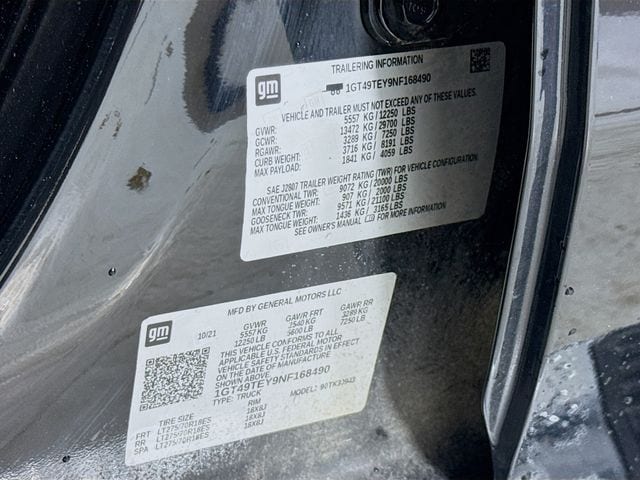 gm
TRAILERING INFORMATION
1GT49TEY9NF168490
VEHICLE AND TRAILER MUST NOT EXCEED ANY OF THESE VALUES.
GVWR: 5557 KG / 12250 LBS
GCWR: 13472 KG / 29700 LBS
RGAWR: 3289 KG / 7250 LBS
CURB WEIGHT: 3716 KG / 8191 LBS
MAX PAYLOAD: 1841 KG / 4059 LBS
SAE J2807 TRAILER WEIGHT RATING (TWR) FOR VEHICLE CONFIGURATION.
CONVENTIONAL TWR: 9072 KG / 20000 LBS
MAX TONGUE WEIGHT: 907 KG / 2000 LBS
GOOSENECK TWR: 9571 KG / 21100 LBS
MAX TONGUE WEIGHT: 1436 KG / 3165 LBS
SEE OWNER'S MANUAL FOR MORE INFORMATION
gm
MFD BY GENERAL MOTORS LLC
10/21 GVWR GAWR FRT GAWR RR
5557KG 2540 KG 3289 KG
12250 LB 5600 LB 7250 LB
THIS VEHICLE CONFORMS TO ALL
APPLICABLE U.S. FEDERAL MOTOR
VEHICLE SAFETY STANDARDS IN EFFECT
ON THE DATE OF MANUFACTURE
SHOWN ABOVE.
1GT49TEY9NF168490
TYPE: TRUCK MODEL:
TIRE SIZE RIM
FRT LT275/70R18ES 18X8J
RR LT275/70R18ES 18X8J
SPA LT275/70R18ES 18X8J